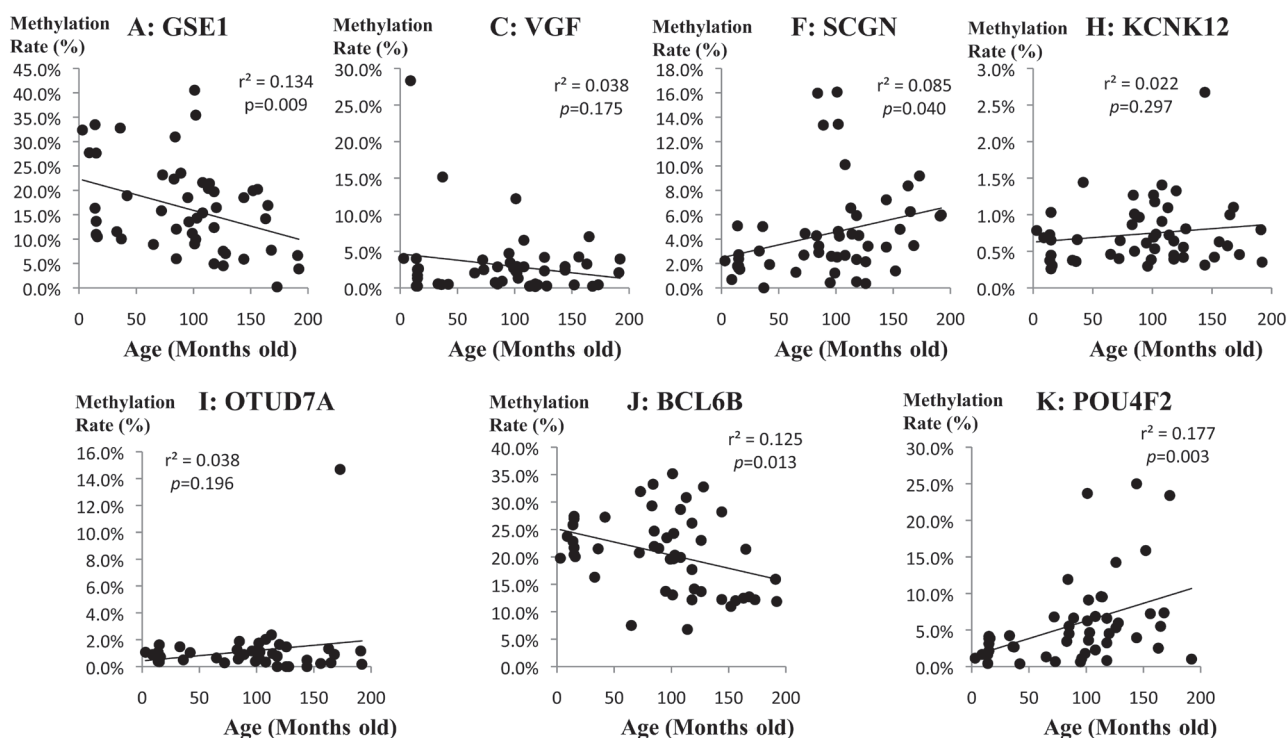 Methylation
Rate (%)
A: GSE1
r² = 0.134
p=0.009
45.0%
40.0%
35.0%
30.0%
25.0%
20.0%
15.0%
10.0%
5.0%
0.0%
0 50 100 150 200
Age (Months old)
Methylation
Rate (%)
C: VGF
r² = 0.038
p=0.175
30.0%
25.0%
20.0%
15.0%
10.0%
5.0%
0.0%
0 50 100 150 200
Age (Months old)
Methylation
Rate (%)
F: SCGN
r² = 0.085
p=0.040
18.0%
16.0%
14.0%
12.0%
10.0%
8.0%
6.0%
4.0%
2.0%
0.0%
0 50 100 150 200
Age (Months old)
Methylation
Rate (%)
H: KCNK12
r² = 0.022
p=0.297
3.0%
2.5%
2.0%
1.5%
1.0%
0.5%
0.0%
0 50 100 150 200
Age (Months old)
Methylation
Rate (%)
I: OTUD7A
r² = 0.038
p=0.196
16.0%
14.0%
12.0%
10.0%
8.0%
6.0%
4.0%
2.0%
0.0%
0 50 100 150 200
Age (Months old)
Methylation
Rate (%)
J: BCL6B
r² = 0.125
p=0.013
40.0%
35.0%
30.0%
25.0%
20.0%
15.0%
10.0%
5.0%
0.0%
0 50 100 150 200
Age (Months old)
Methylation
Rate (%)
K: POU4F2
r² = 0.177
p=0.003
30.0%
25.0%
20.0%
15.0%
10.0%
5.0%
0.0%
0 50 100 150 200
Age (Months old)